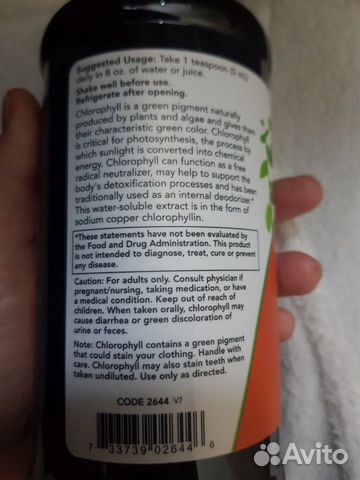 Suggested Usage: Take 1 teaspoon (5 mL)
daily in 8 oz. of water or juice.
Shake well before use.
Refrigerate after opening.
Chlorophyll is a green pigment naturally
produced by plants and algae and gives them
their characteristic green color. Chlorophyll
is critical for photosynthesis, the process by
which sunlight is converted into chemical
energy. Chlorophyll can function as a free
radical neutralizer, may help to support the
body's detoxification processes and has been
traditionally used as an internal deodorizer.*
This water-soluble extract is in the form of
sodium copper chlorophyllin.
*These statements have not been evaluated by
the Food and Drug Administration. This product
is not intended to diagnose, treat, cure or prevent
any disease.
Caution: For adults only. Consult physician if
pregnant/nursing, taking medication, or have
a medical condition. Keep out of reach of
children. When taken orally, chlorophyll may
cause diarrhea or green discoloration of
urine or feces.
Note: Chlorophyll contains a green pigment
that could stain your clothing. Handle with
care. Chlorophyll may also stain teeth when
taken undiluted. Use only as directed.
CODE 2644 V7
7 33739 02644 6
Avito